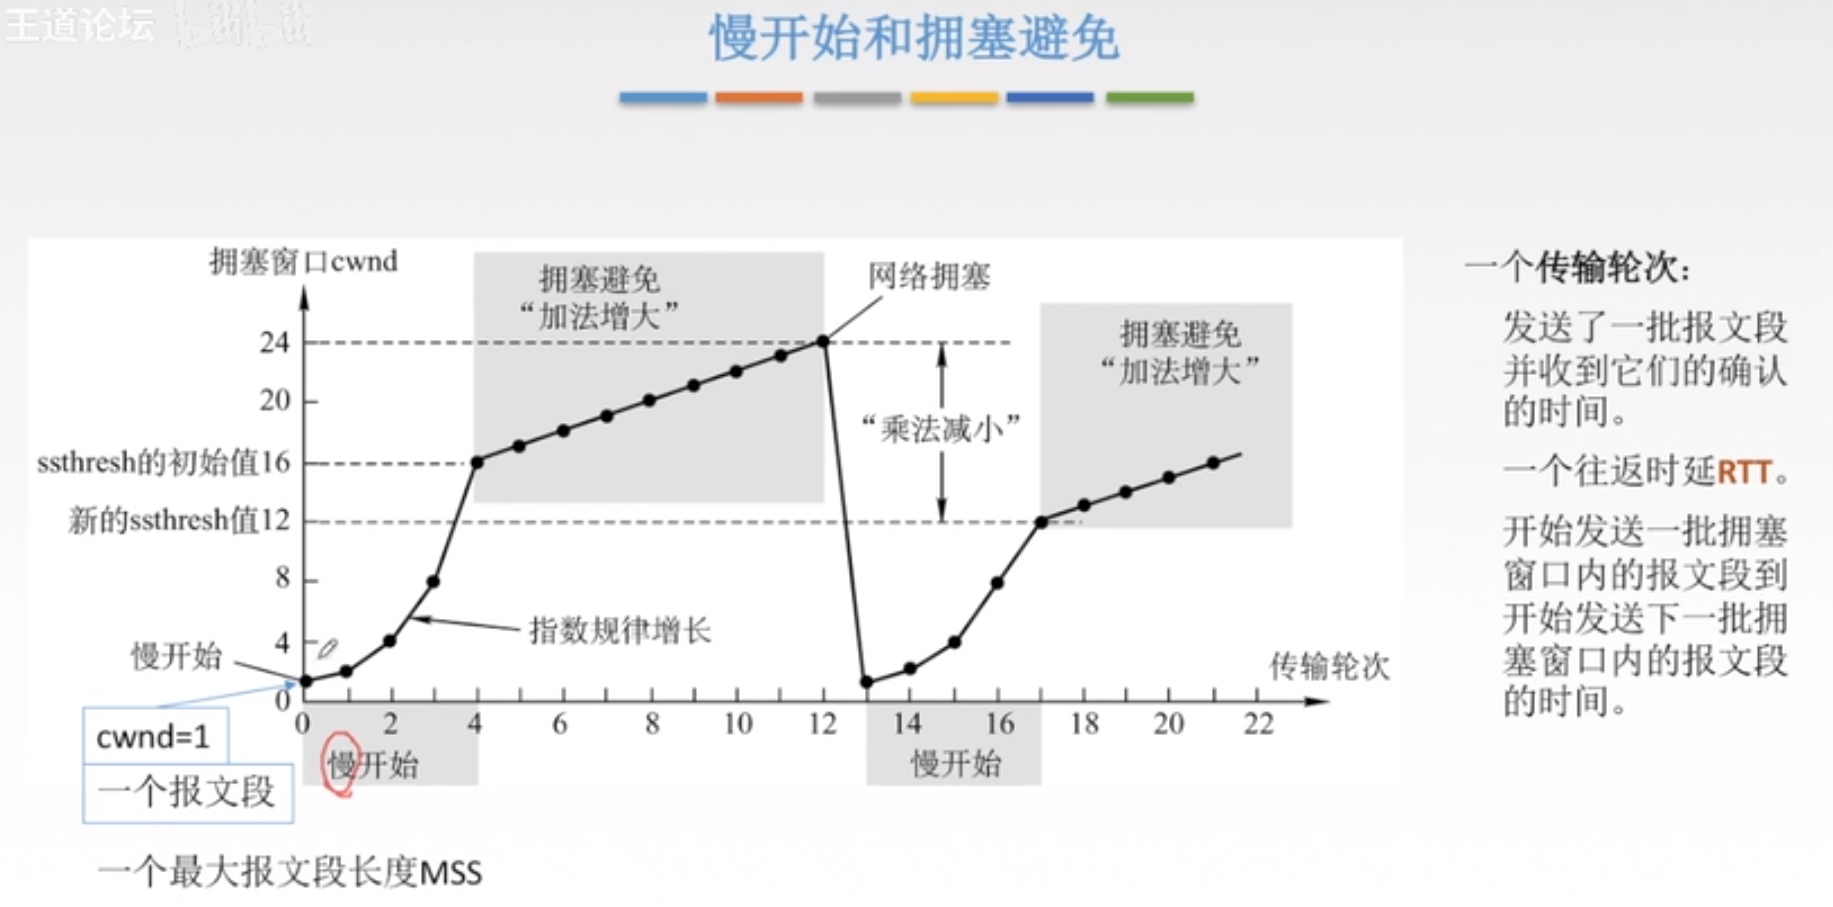 王道论坛
bilibili
慢开始和拥塞避免
拥塞窗口cwnd
拥塞避免
“加法增大”
网络拥塞
拥塞避免
“加法增大”
24
20
“乘法减小”
ssthresh的初始值16
新的ssthresh值12
8
指数规律增长
4
慢开始
传输轮次
0
0 2 4 6 8 10 12 14 16 18 20 22
cwnd=1
慢开始
慢开始
一个报文段
一个最大报文段长度MSS
一个传输轮次：
发送了一批报文段
并收到它们的确认
的时间。
一个往返时延RTT。
开始发送一批拥塞
窗口内的报文段到
开始发送下一批拥
塞窗口内的报文段
的时间。